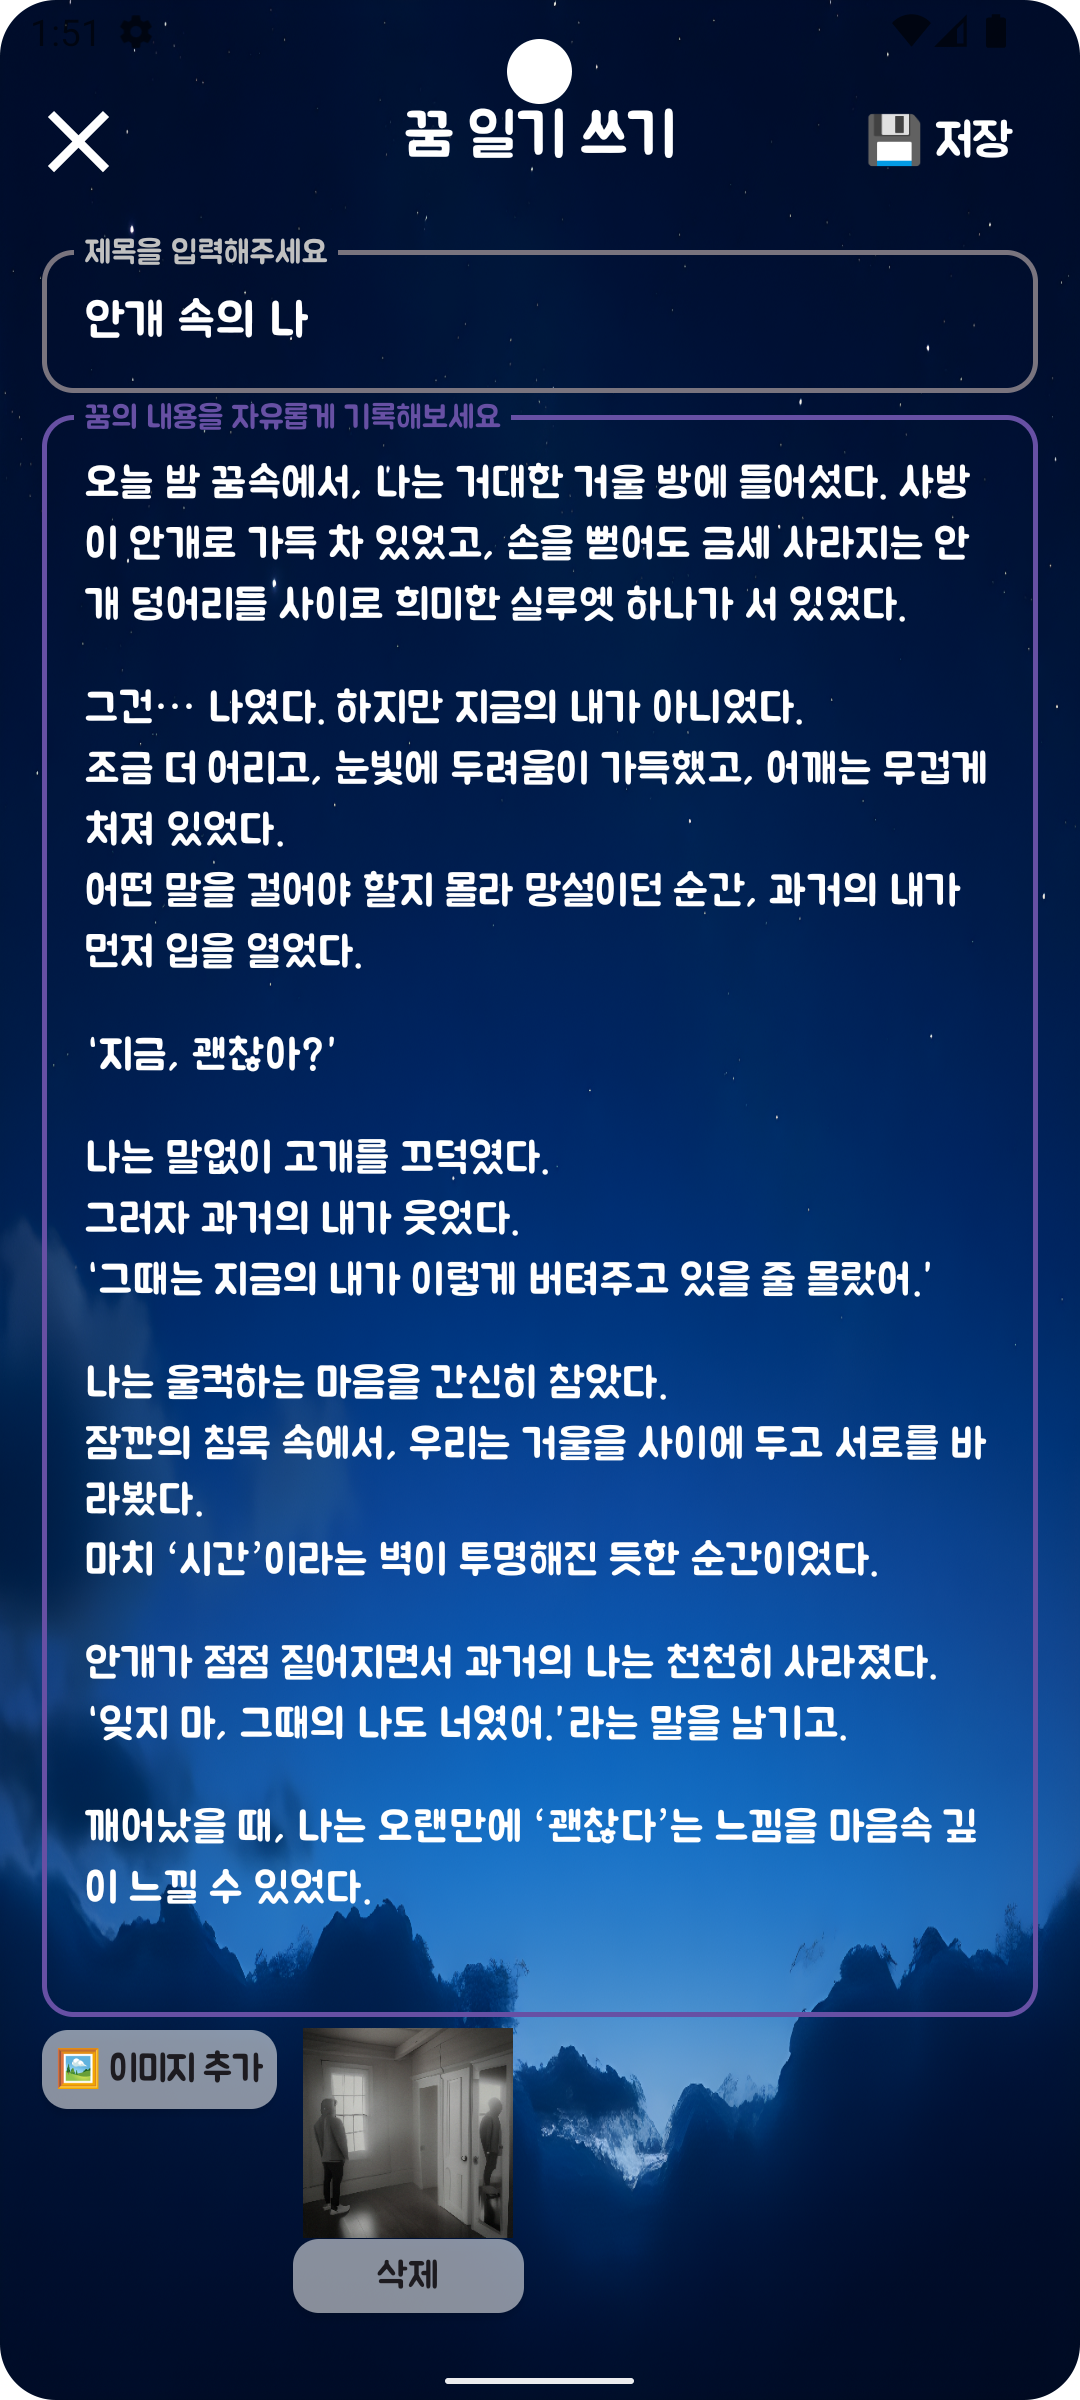 1:51
꿈 일기 쓰기
저장
제목을 입력해주세요
안개 속의 나
꿈의 내용을 자유롭게 기록해보세요
오늘 밤 꿈속에서, 나는 거대한 거울 방에 들어섰다. 사방
이 안개로 가득 차 있었고, 손을 뻗어도 금세 사라지는 안
개 덩어리들 사이로 희미한 실루엣 하나가 서 있었다.
그건… 나였다. 하지만 지금의 내가 아니었다.
조금 더 어리고, 눈빛에 두려움이 가득했고, 어깨는 무겁게
처져 있었다.
어떤 말을 걸어야 할지 몰라 망설이던 순간, 과거의 내가
먼저 입을 열었다.
'지금, 괜찮아?'
나는 말없이 고개를 끄덕였다.
그러자 과거의 내가 웃었다.
'그때는 지금의 내가 이렇게 버텨주고 있을 줄 몰랐어.'
나는 울컥하는 마음을 간신히 참았다.
잠깐의 침묵 속에서, 우리는 거울을 사이에 두고 서로를 바
라봤다.
마치 ‘시간’이라는 벽이 투명해진 듯한 순간이었다.
안개가 점점 짙어지면서 과거의 나는 천천히 사라졌다.
'잊지 마, 그때의 나도 너였어.'라는 말을 남기고.
깨어났을 때, 나는 오랜만에 ‘괜찮다’는 느낌을 마음속 깊
이 느낄 수 있었다.
이미지 추가
삭제